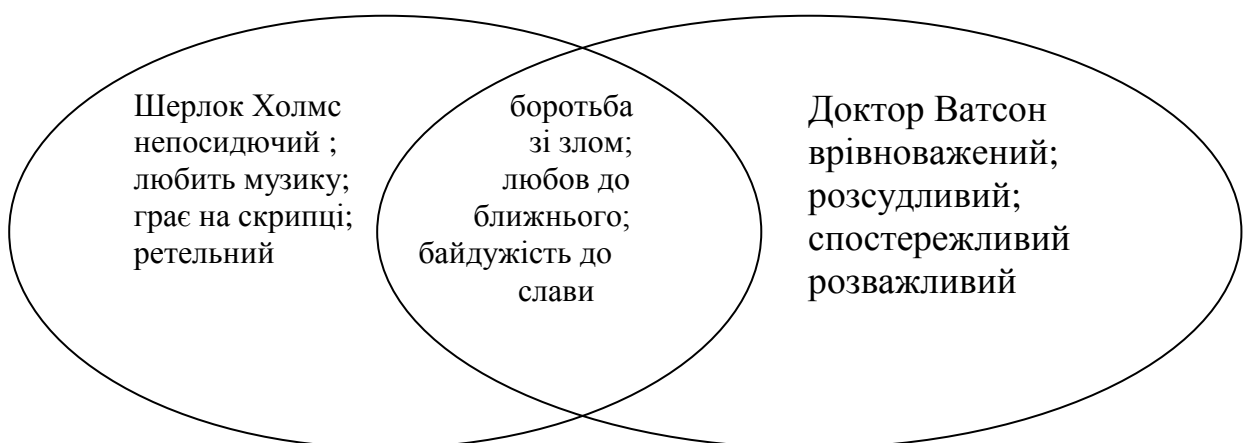 Шерлок Холмс
непосидючий ;
любить музику;
грає на скрипці;
ретельний
боротьба
зі злом;
любов до
ближнього;
байдужість до
слави
Доктор Ватсон
врівноважений;
розсудливий;
спостережливий
розважливий